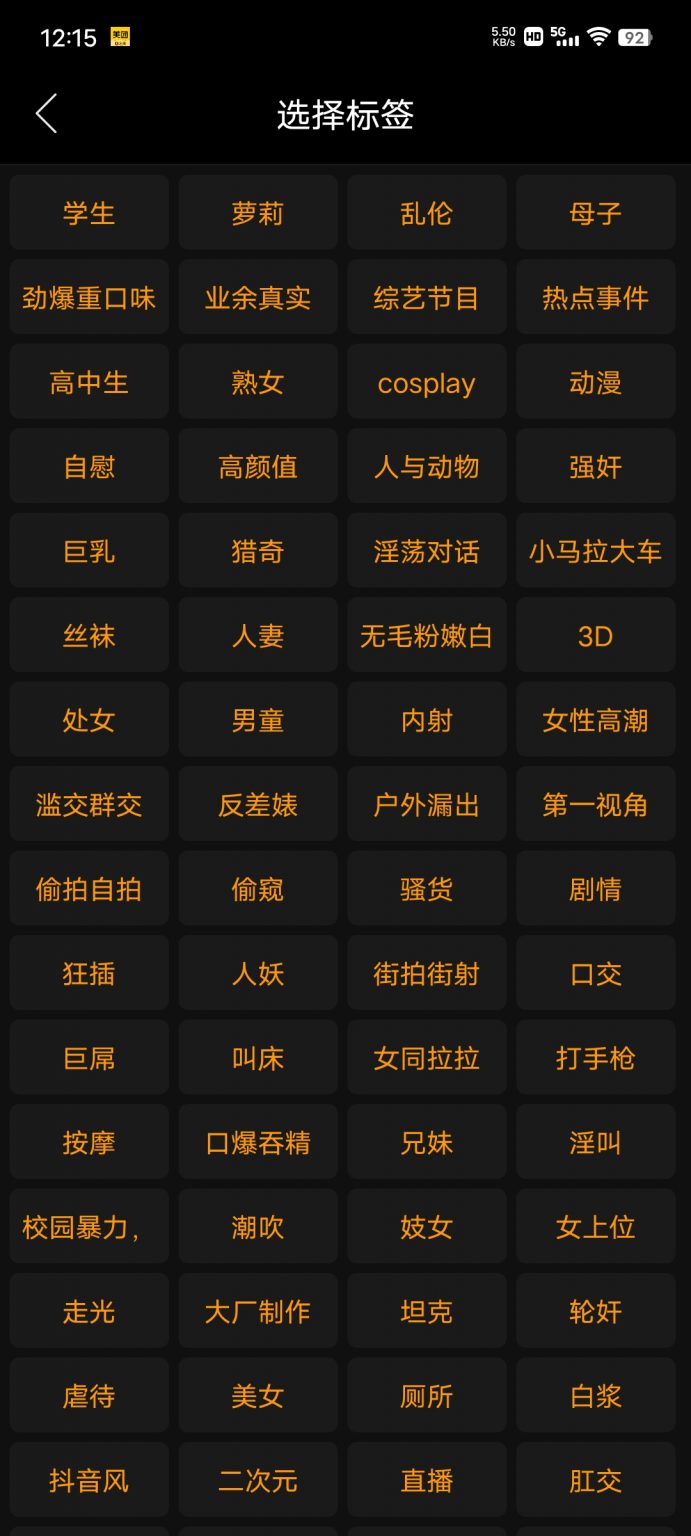 12:15 美团 5.50 KB/s HD 5G 92
选择标签
学生 萝莉 乱伦 母子
劲爆重口味 业余真实 综艺节目 热点事件
高中生 熟女 cosplay 动漫
自慰 高颜值 人与动物 强奸
巨乳 猎奇 淫荡对话 小马拉大车
丝袜 人妻 无毛粉嫩白 3D
处女 男童 内射 女性高潮
滥交群交 反差婊 户外漏出 第一视角
偷拍自拍 偷窥 骚货 剧情
狂插 人妖 街拍街射 口交
巨屌 叫床 女同拉拉 打手枪
按摩 口爆吞精 兄妹 淫叫
校园暴力， 潮吹 妓女 女上位
走光 大厂制作 坦克 轮奸
虐待 美女 厕所 白浆
抖音风 二次元 直播 肛交